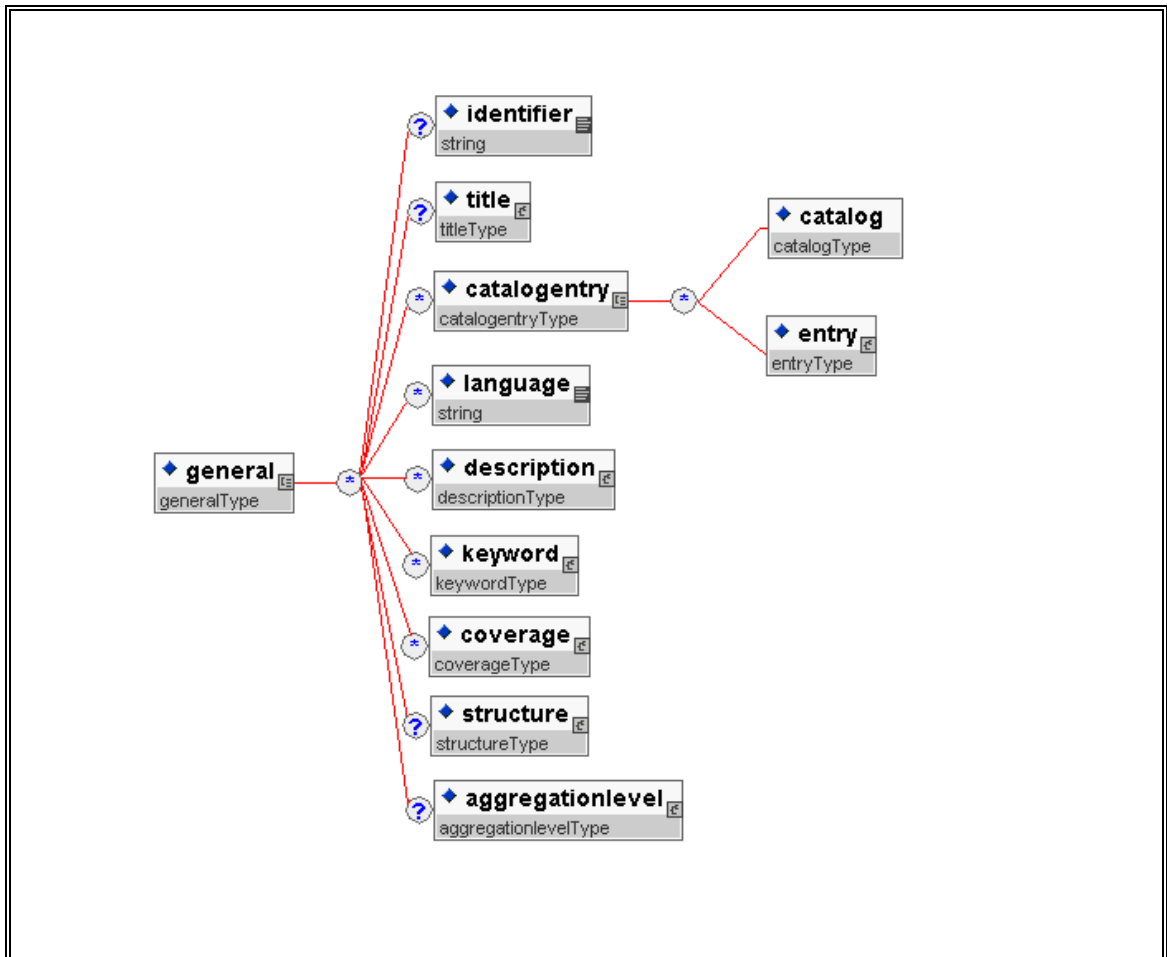 identifier
string
title
titleType
catalogentry
catalogentryType
catalog
catalogType
entry
entryType
language
string
general
generalType
description
descriptionType
keyword
keywordType
coverage
coverageType
structure
structureType
aggregationlevel
aggregationlevelType